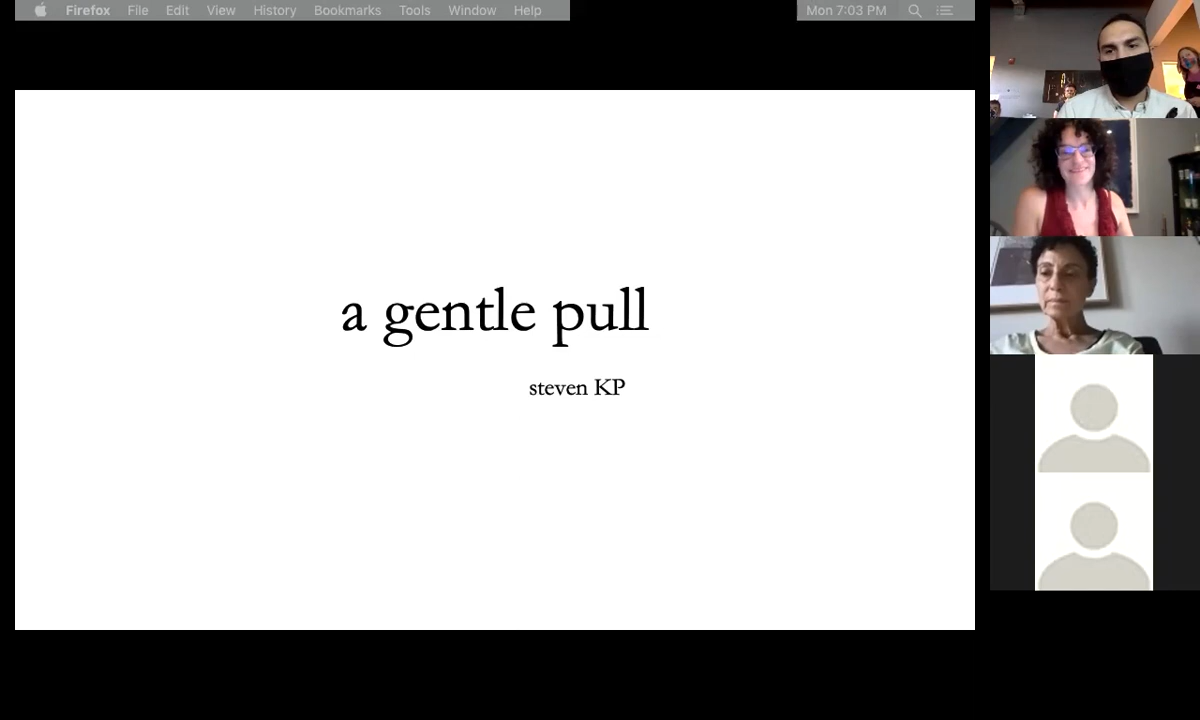 Firefox File Edit View History Bookmarks Tools Window Help Mon 7:03 PM
a gentle pull
steven KP